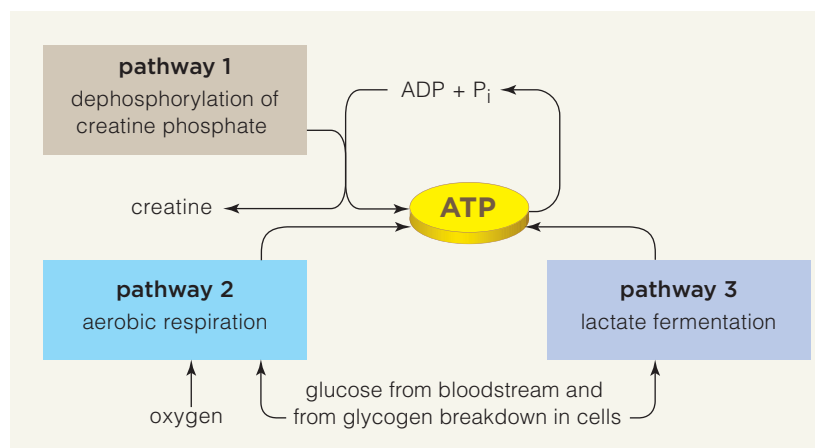 pathway 1
dephosphorylation of
creatine phosphate
ADP + Pi
creatine
ATP
pathway 2
aerobic respiration
pathway 3
lactate fermentation
oxygen
glucose from bloodstream and
from glycogen breakdown in cells